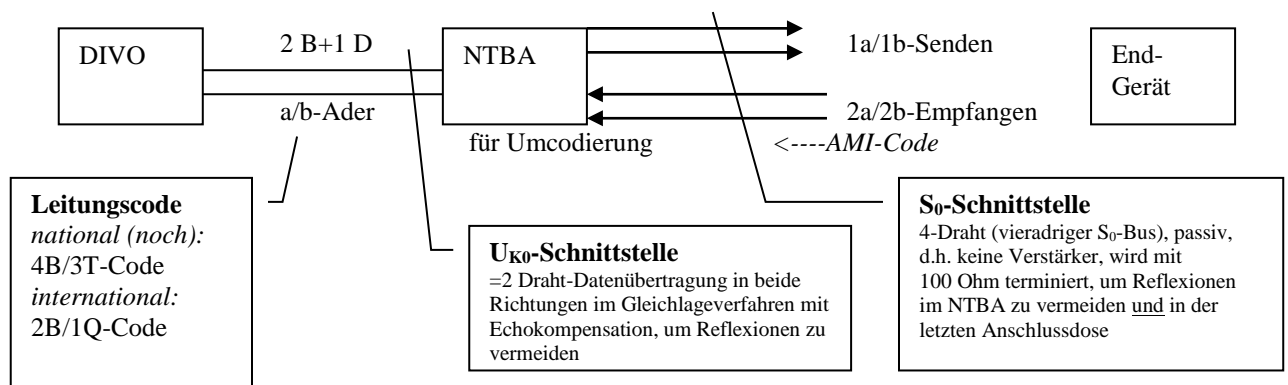 DIVO
2 B+1 D
a/b-Ader
NTBA
für Umcodierung
1a/1b-Senden
2a/2b-Empfangen
<----AMI-Code
End-
Gerät
Leitungscode
national (noch):
4B/3T-Code
international:
2B/1Q-Code
UK0-Schnittstelle
=2 Draht-Datenübertragung in beide
Richtungen im Gleichlageverfahren mit
Echokompensation, um Reflexionen zu
vermeiden
S0-Schnittstelle
4-Draht (vieradriger S0-Bus), passiv,
d.h. keine Verstärker, wird mit
100 Ohm terminiert, um Reflexionen
im NTBA zu vermeiden und in der
letzten Anschlussdose